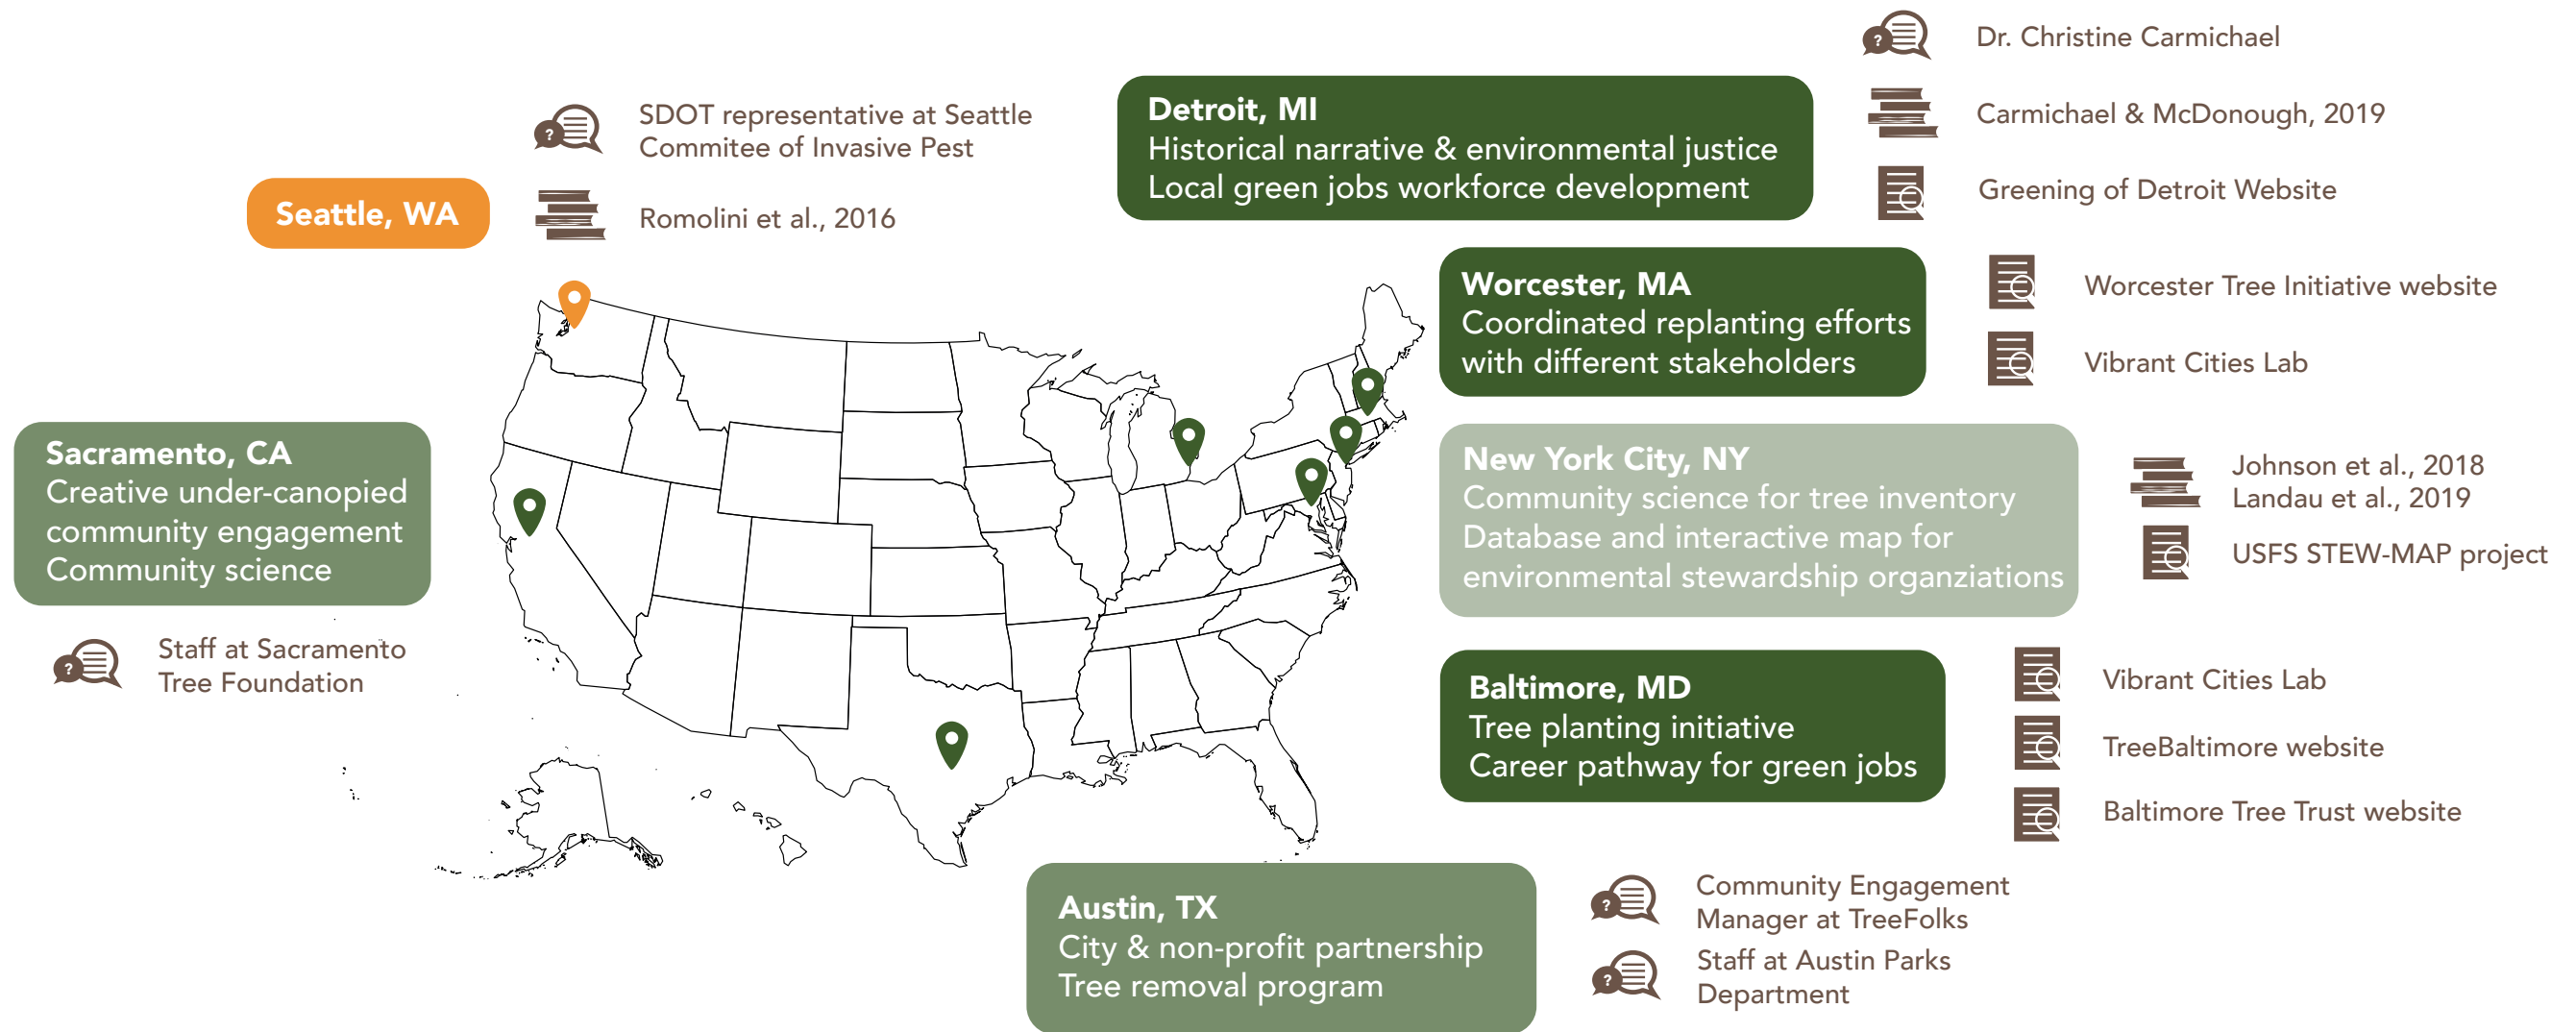 Dr. Christine Carmichael
Detroit, MI
Historical narrative & environmental justice
Local green jobs workforce development
Carmichael & McDonough, 2019
Greening of Detroit Website
SDOT representative at Seattle
Commitee of Invasive Pest
Seattle, WA
Romolini et al., 2016
Worcester, MA
Coordinated replanting efforts
with different stakeholders
Worcester Tree Initiative website
Vibrant Cities Lab
Sacramento, CA
Creative under-canopied
community engagement
Community science
Staff at Sacramento
Tree Foundation
New York City, NY
Community science for tree inventory
Database and interactive map for
environmental stewardship organziations
Johnson et al., 2018
Landau et al., 2019
USFS STEW-MAP project
Baltimore, MD
Tree planting initiative
Career pathway for green jobs
Vibrant Cities Lab
TreeBaltimore website
Baltimore Tree Trust website
Austin, TX
City & non-profit partnership
Tree removal program
Community Engagement
Manager at TreeFolks
Staff at Austin Parks
Department